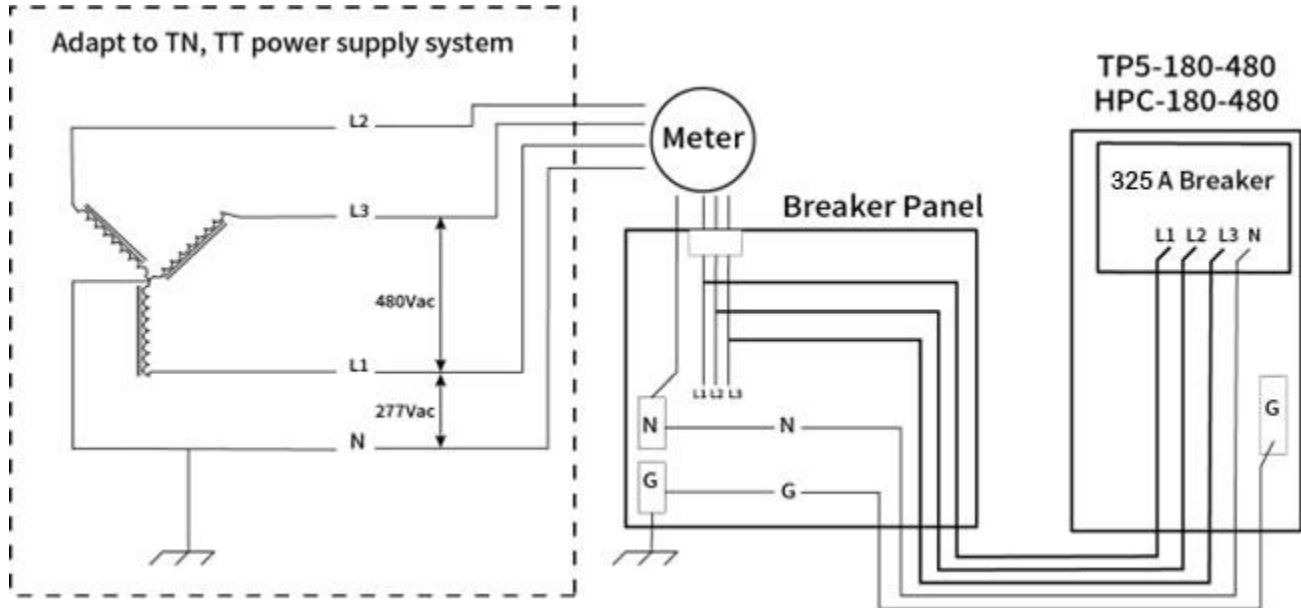 Adapt to TN, TT power supply system
L2
L3
480Vac
L1
277Vac
N
Meter
Breaker Panel
L1 L2 L3
N
N
G
G
TP5-180-480
HPC-180-480
325 A Breaker
L1 L2 L3 N
G